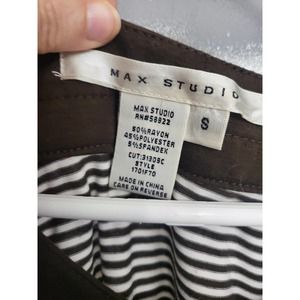 MAX STUDIO
S
MAX STUDIO
RN#58922
50%RAYON
45%POLYESTER
5%SPANDEX
CUT:31309C
STYLE
1701F70
MADE IN CHINA
CARE ON REVERSE